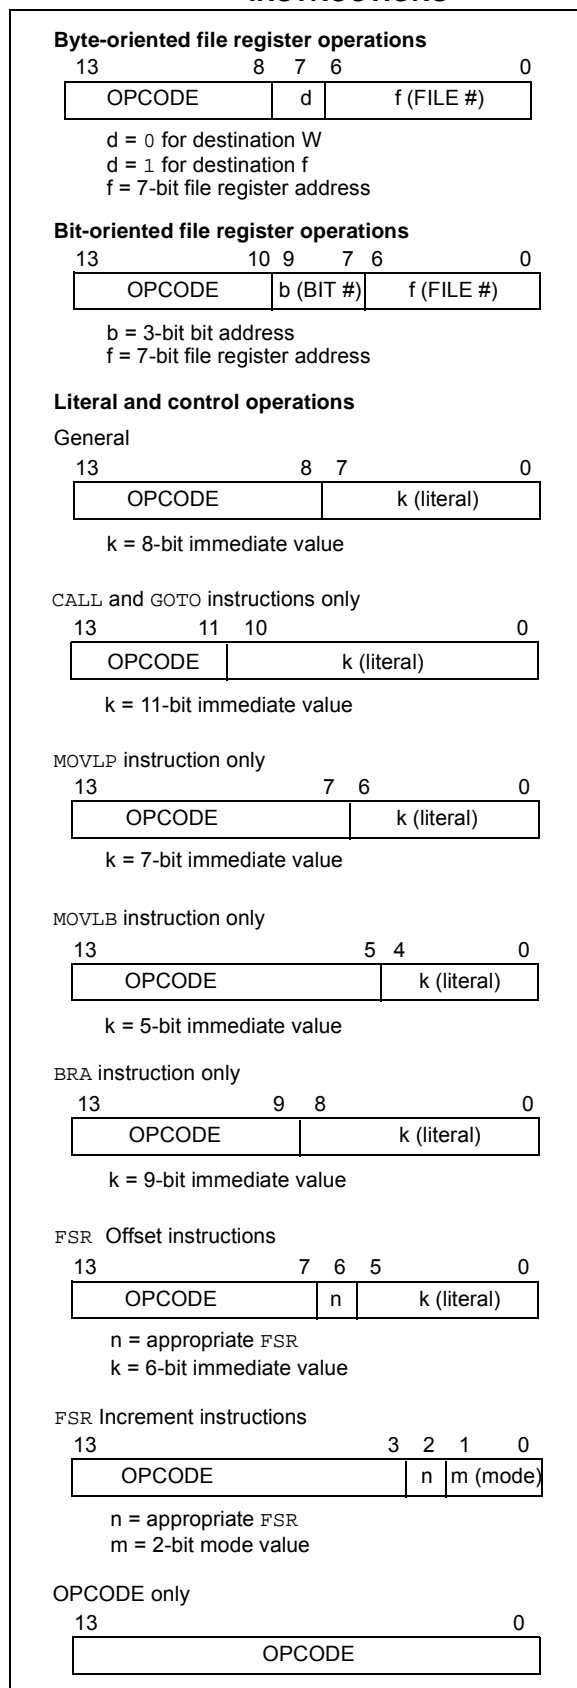 Byte-oriented file register operations
13 8 7 6 0
OPCODE d f (FILE #)
d = 0 for destination W
d = 1 for destination f
f = 7-bit file register address
Bit-oriented file register operations
13 10 9 7 6 0
OPCODE b (BIT #) f (FILE #)
b = 3-bit bit address
f = 7-bit file register address
Literal and control operations
General
13 8 7 0
OPCODE k (literal)
k = 8-bit immediate value
CALL and GOTO instructions only
13 11 10 0
OPCODE k (literal)
k = 11-bit immediate value
MOVLP instruction only
13 7 6 0
OPCODE k (literal)
k = 7-bit immediate value
MOVLB instruction only
13 5 4 0
OPCODE k (literal)
k = 5-bit immediate value
BRA instruction only
13 9 8 0
OPCODE k (literal)
k = 9-bit immediate value
FSR Offset instructions
13 7 6 5 0
OPCODE n k (literal)
n = appropriate FSR
k = 6-bit immediate value
FSR Increment instructions
13 3 2 1 0
OPCODE n m (mode)
n = appropriate FSR
m = 2-bit mode value
OPCODE only
13 0
OPCODE